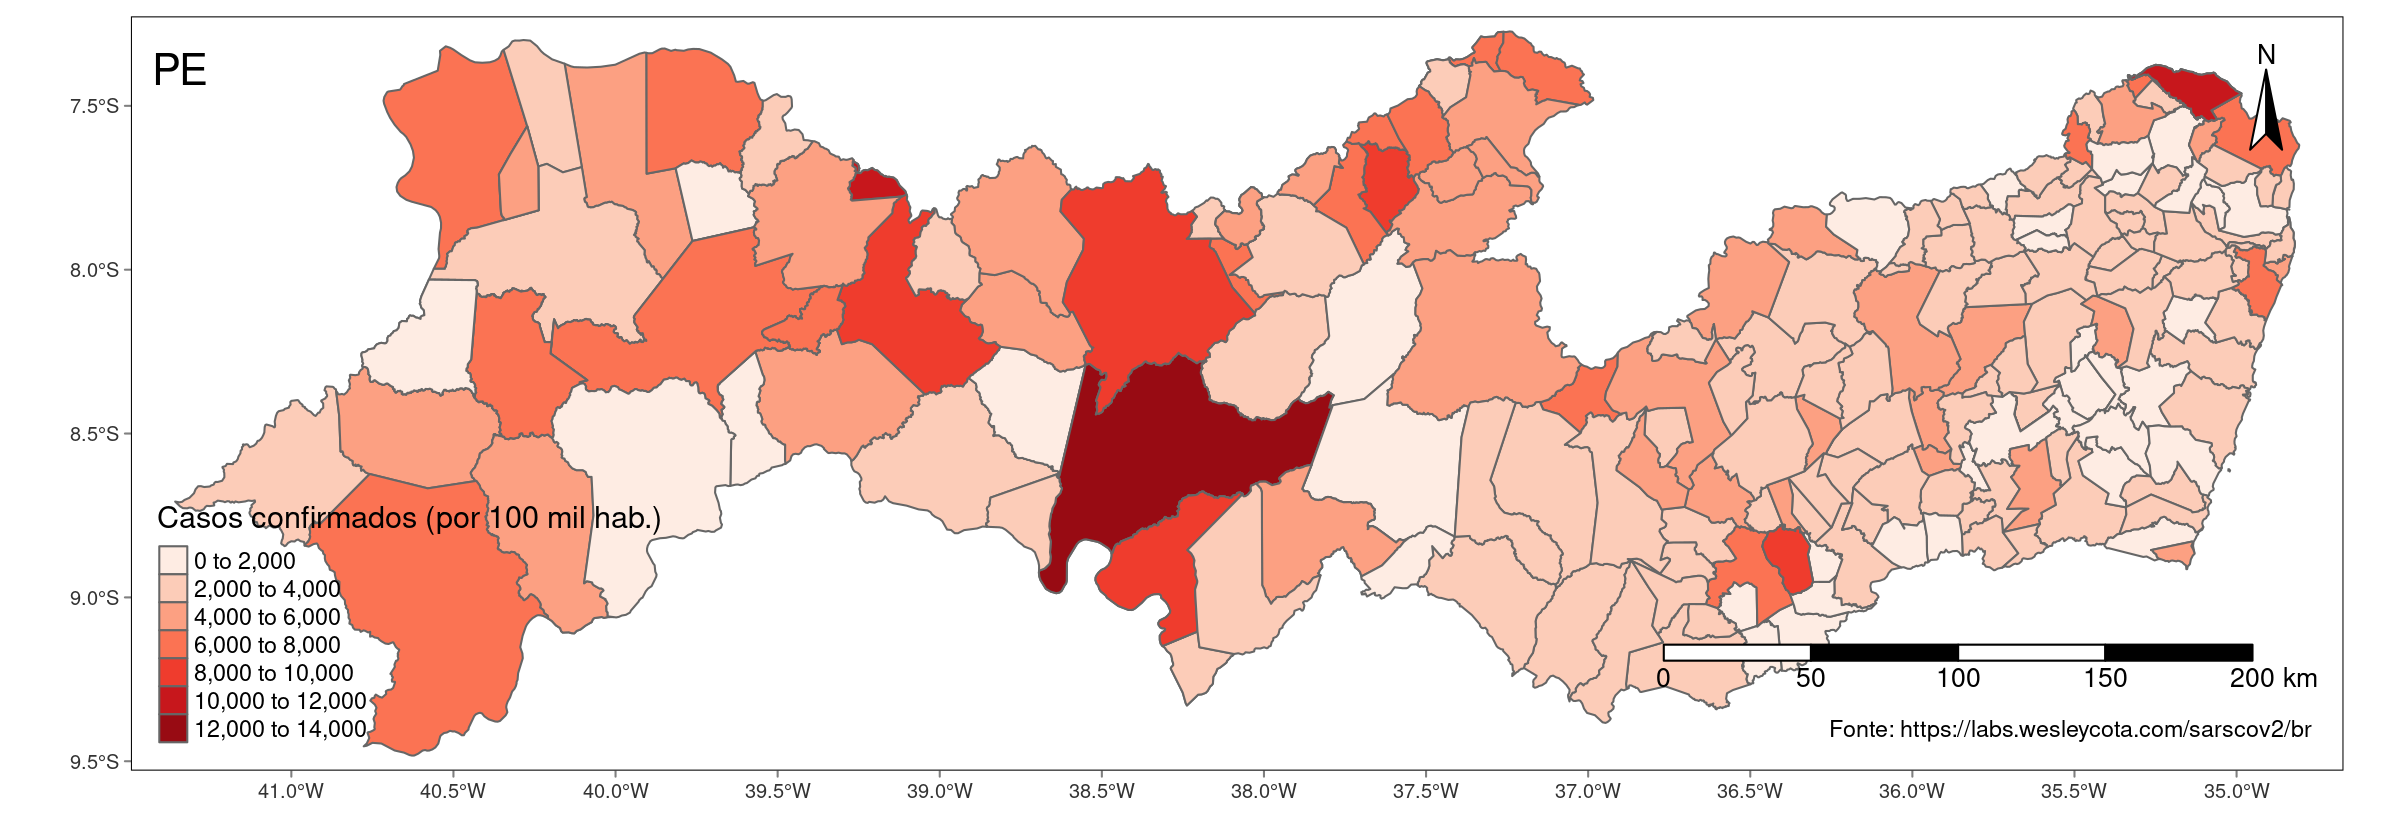 PE
N
7.5°S
8.0°S
8.5°S
9.0°S
9.5°S
Casos confirmados (por 100 mil hab.)
0 to 2,000
2,000 to 4,000
4,000 to 6,000
6,000 to 8,000
8,000 to 10,000
10,000 to 12,000
12,000 to 14,000
0 50 100 150 200 km
Fonte: https://labs.wesleycota.com/sarscov2/br
41.0°W 40.5°W 40.0°W 39.5°W 39.0°W 38.5°W 38.0°W 37.5°W 37.0°W 36.5°W 36.0°W 35.5°W 35.0°W